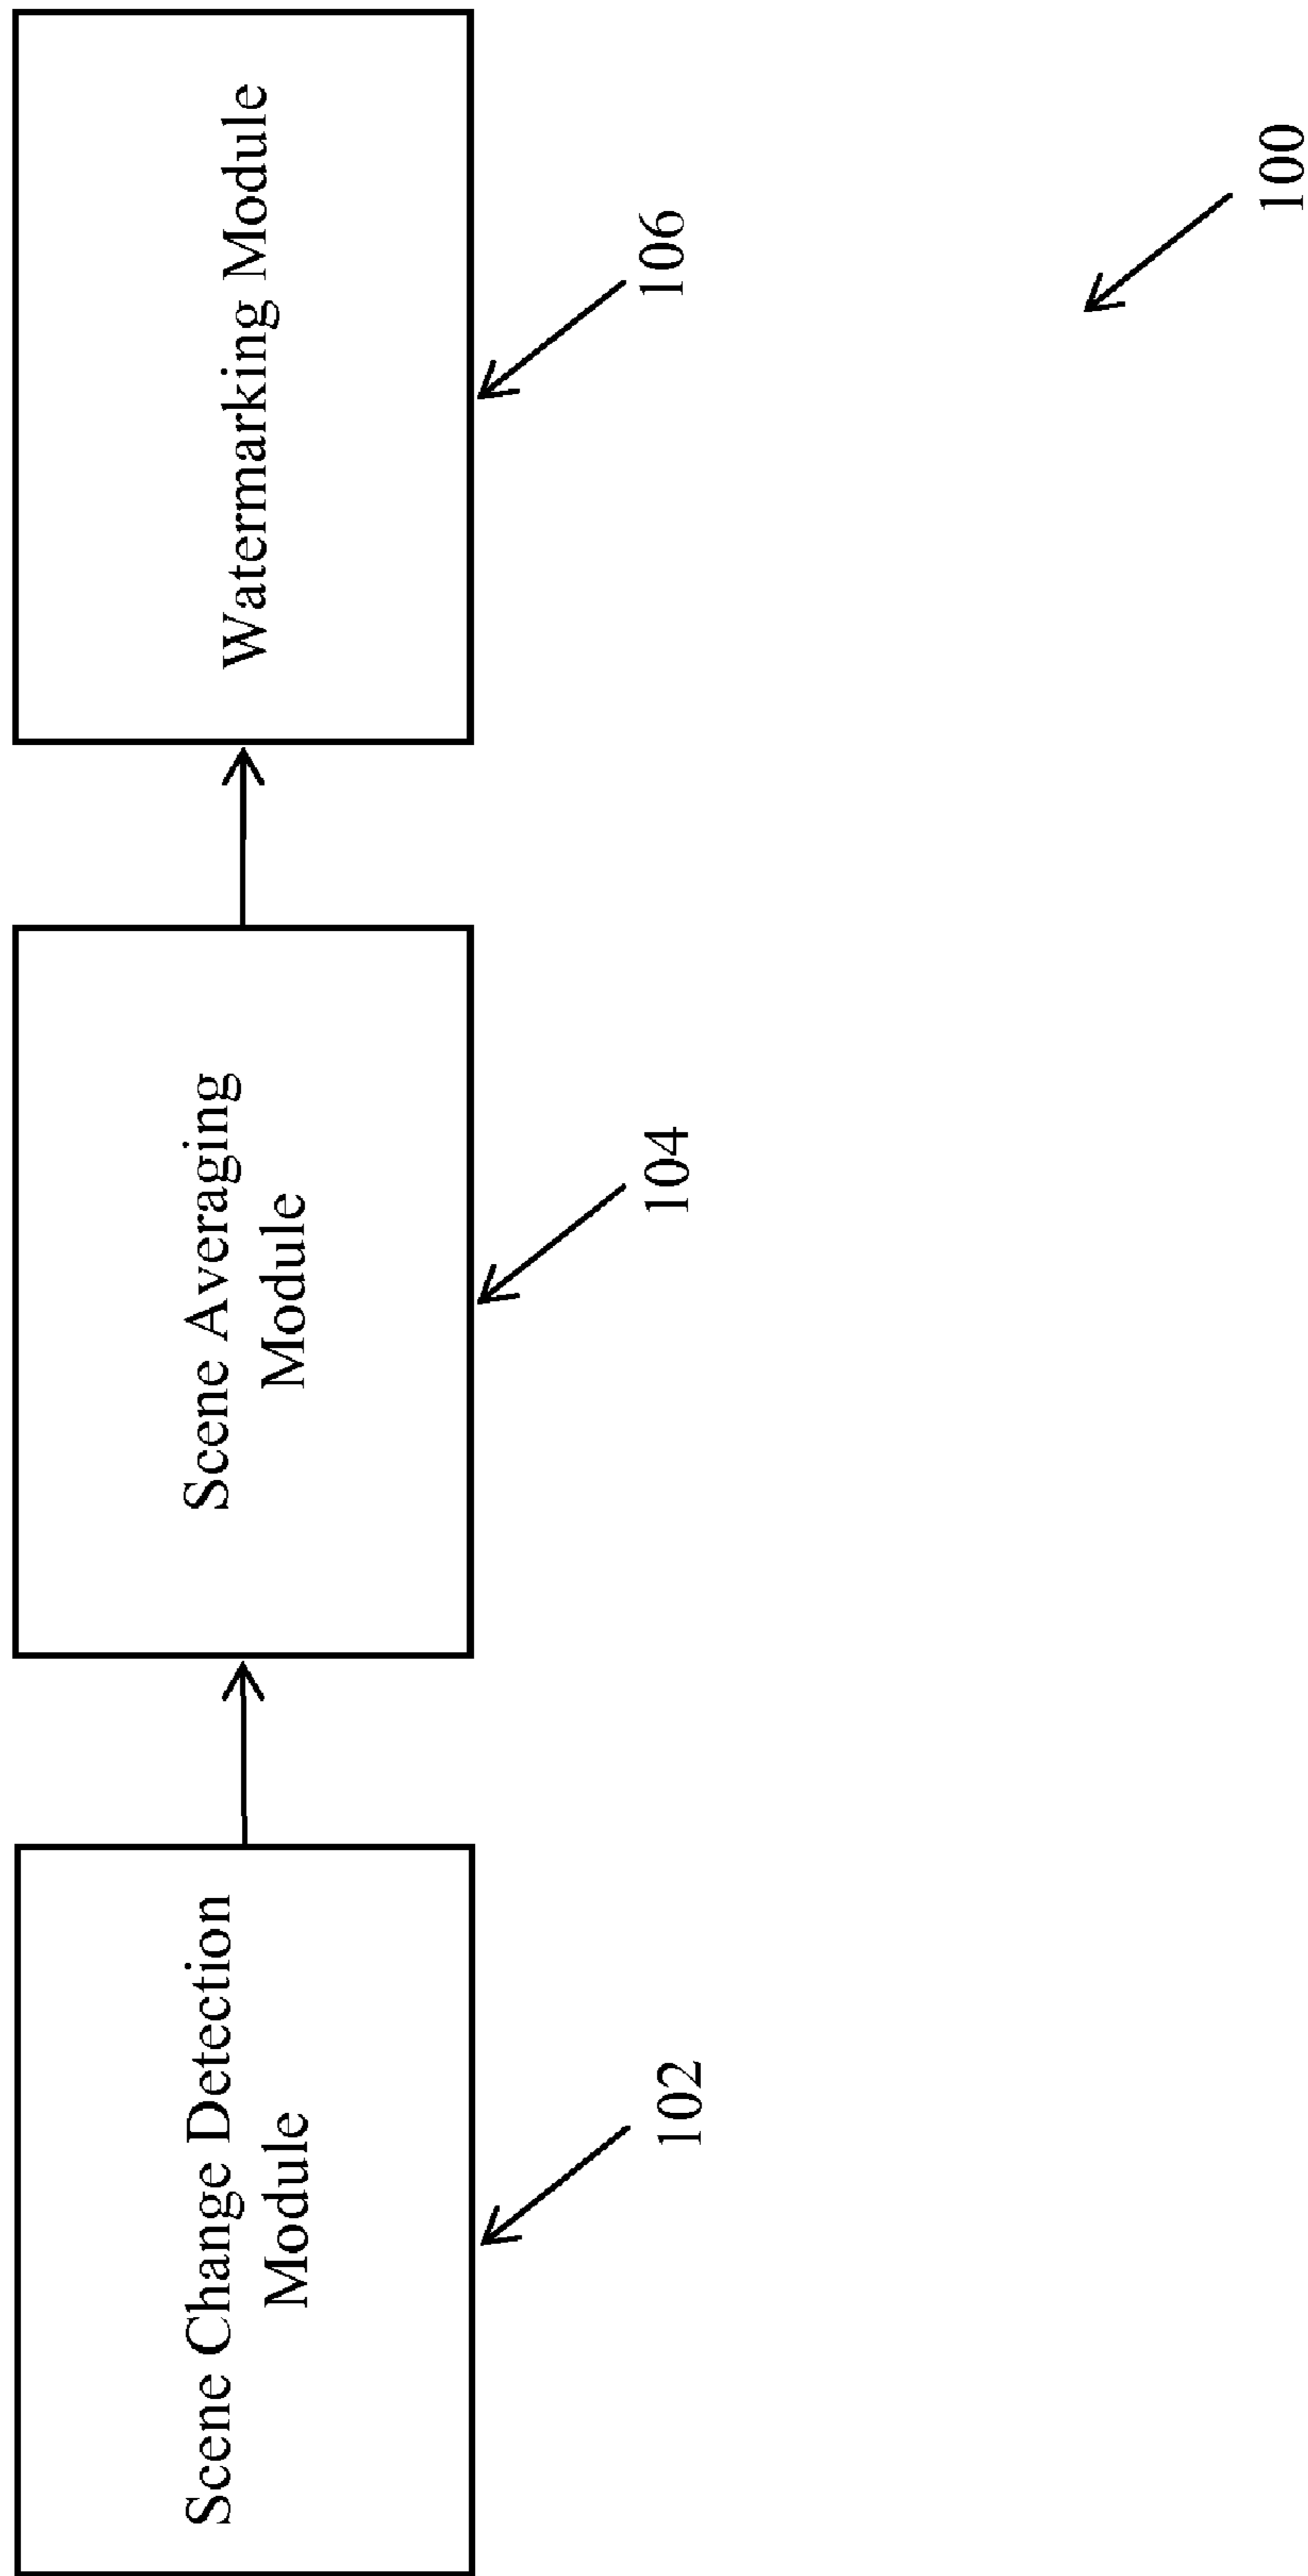 Scene Change Detection
Module
Scene Averaging
Module
Watermarking Module
102
104
106
100